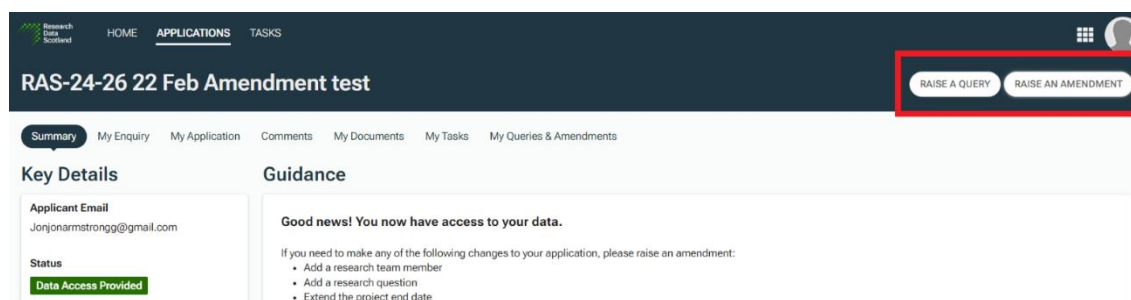 Research
Data
Scotland
HOME APPLICATIONS TASKS
RAS-24-26 22 Feb Amendment test
RAISE A QUERY RAISE AN AMENDMENT
Summary My Enquiry My Application Comments My Documents My Tasks My Queries & Amendments
Key Details
Guidance
Applicant Email
Jonjonarmstrongg@gmail.com
Status
Data Access Provided
Good news! You now have access to your data.
If you need to make any of the following changes to your application, please raise an amendment:
• Add a research team member
• Add a research question
• Extend the project end date